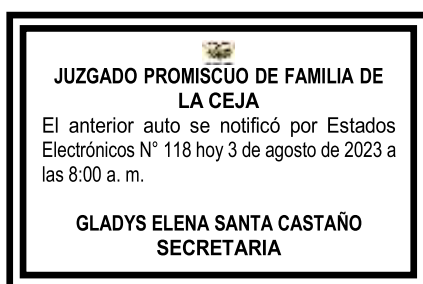 JUZGADO PROMISCUO DE FAMILIA DE
LA CEJA
El anterior auto se notificó por Estados
Electrónicos N° 118 hoy 3 de agosto de 2023 a
las 8:00 a. m.
GLADYS ELENA SANTA CASTAÑO
SECRETARIA